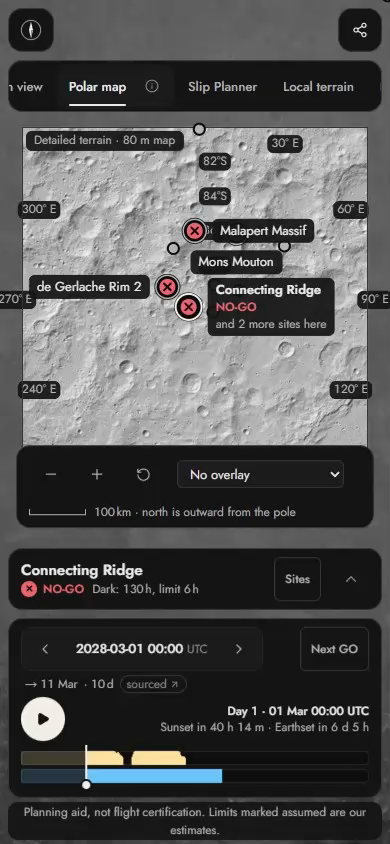 n view
Polar map
Slip Planner
Local terrain
Detailed terrain · 80 m map
30° E
82°S
84°S
300° E
60° E
Malapert Massif
Mons Mouton
de Gerlache Rim 2
270° E
Connecting Ridge
NO-GO
and 2 more sites here
90° E
240° E
120° E
No overlay
100 km · north is outward from the pole
Connecting Ridge
NO-GO Dark: 130 h, limit 6 h
Sites
2028-03-01 00:00 UTC
Next GO
→ 11 Mar · 10 d
sourced ↗
Day 1 · 01 Mar 00:00 UTC
Sunset in 40 h 14 m · Earthset in 6 d 5 h
Planning aid, not flight certification. Limits marked assumed are our
estimates.